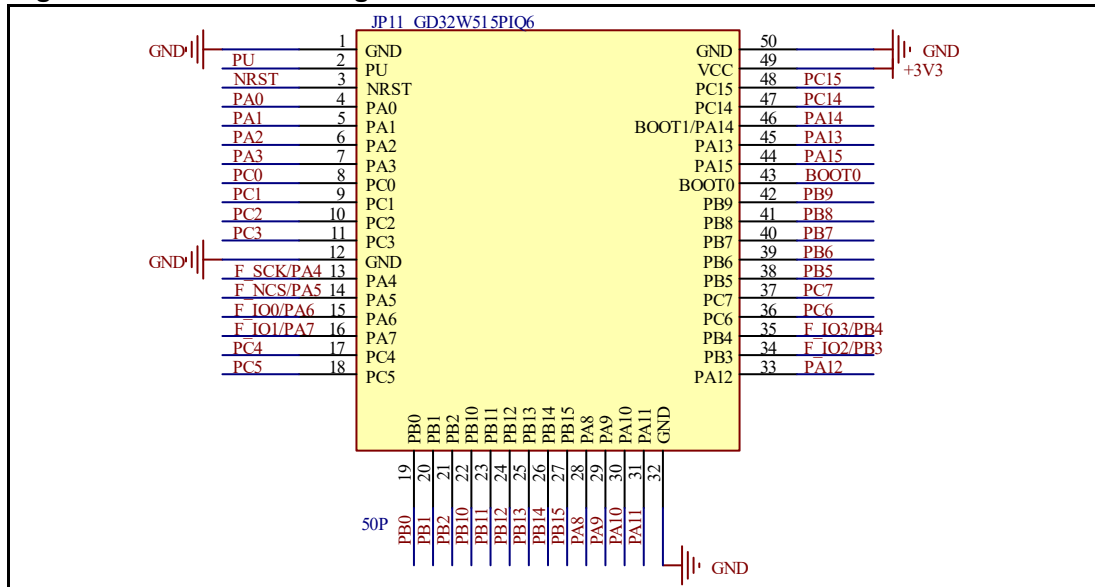 JP11 GD32W515PIQ6
GND 1 GND
PU 2 PU
NRST 3 NRST
PA0 4 PA0
PA1 5 PA1
PA2 6 PA2
PA3 7 PA3
PC0 8 PC0
PC1 9 PC1
PC2 10 PC2
PC3 11 PC3
GND 12 GND
F_SCK/PA4 13 PA4
F_NCS/PA5 14 PA5
F_IO0/PA6 15 PA6
F_IO1/PA7 16 PA7
PC4 17 PC4
PC5 18 PC5
GND 50 GND
VCC 49 +3V3
PC15 48 PC15
PC14 47 PC14
BOOT1/PA14 46 PA14
PA13 45 PA13
PA15 44 PA15
BOOT0 43 BOOT0
PB9 42 PB9
PB8 41 PB8
PB7 40 PB7
PB6 39 PB6
PB5 38 PB5
PC7 37 PC7
PC6 36 PC6
PB4 35 F_IO3/PB4
PB3 34 F_IO2/PB3
PA12 33 PA12
PB0 19 PB0
PB1 20 PB1
PB2 21 PB2
PB10 22 PB10
PB11 23 PB11
PB12 24 PB12
PB13 25 PB13
PB14 26 PB14
PB15 27 PB15
PA8 28 PA8
PA9 29 PA9
PA10 30 PA10
PA11 31 PA11
GND 32 GND
50P